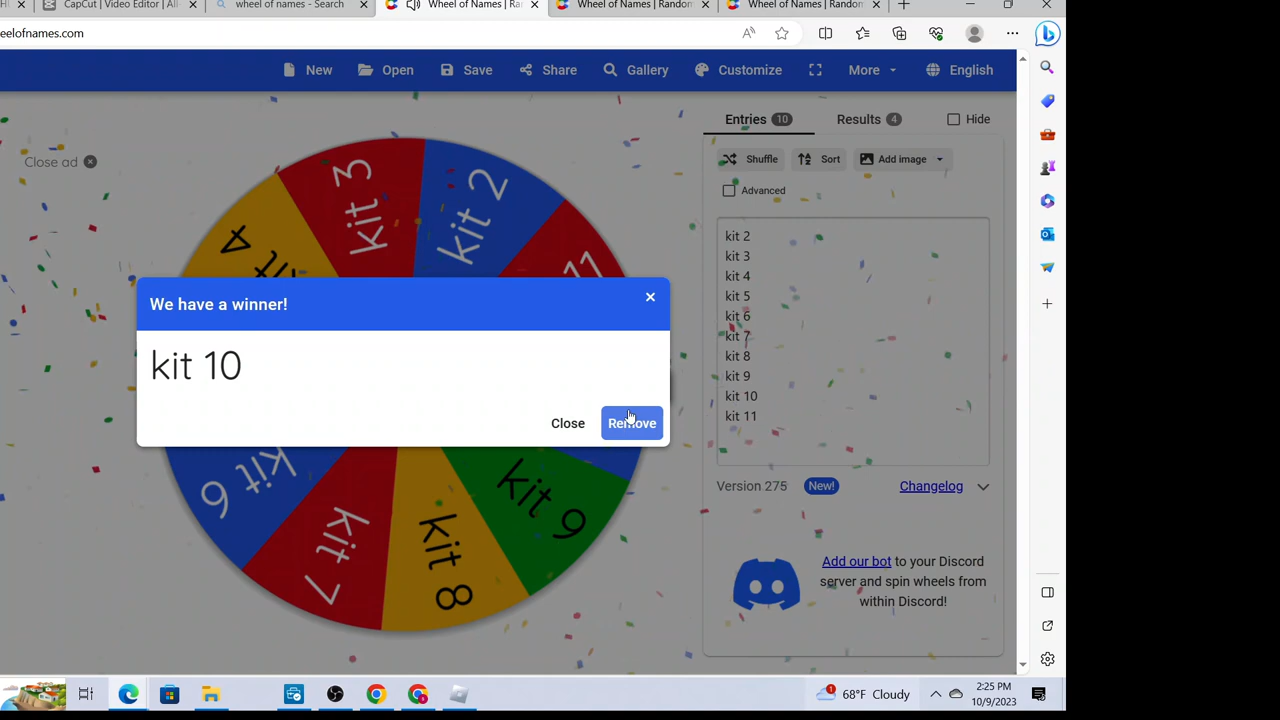 CapCut | Video Editor | All-
wheel of names - Search
Wheel of Names | Ra
Wheel of Names | Random
Wheel of Names | Random
eelofnames.com
New
Open
Save
Share
Gallery
Customize
More
English
Close ad
Entries 10
Results 4
Hide
Shuffle
Sort
Add image
Advanced
kit 2
kit 3
kit 4
kit 5
kit 6
kit 7
kit 8
kit 9
kit 10
kit 11
kit 3
kit 2
kit 4
11
We have a winner!
kit 10
Close
Remove
kit 6
kit 7
kit 8
kit 9
Version 275
New!
Changelog
Add our bot to your Discord
server and spin wheels from
within Discord!
68°F Cloudy
2:25 PM
10/9/2023